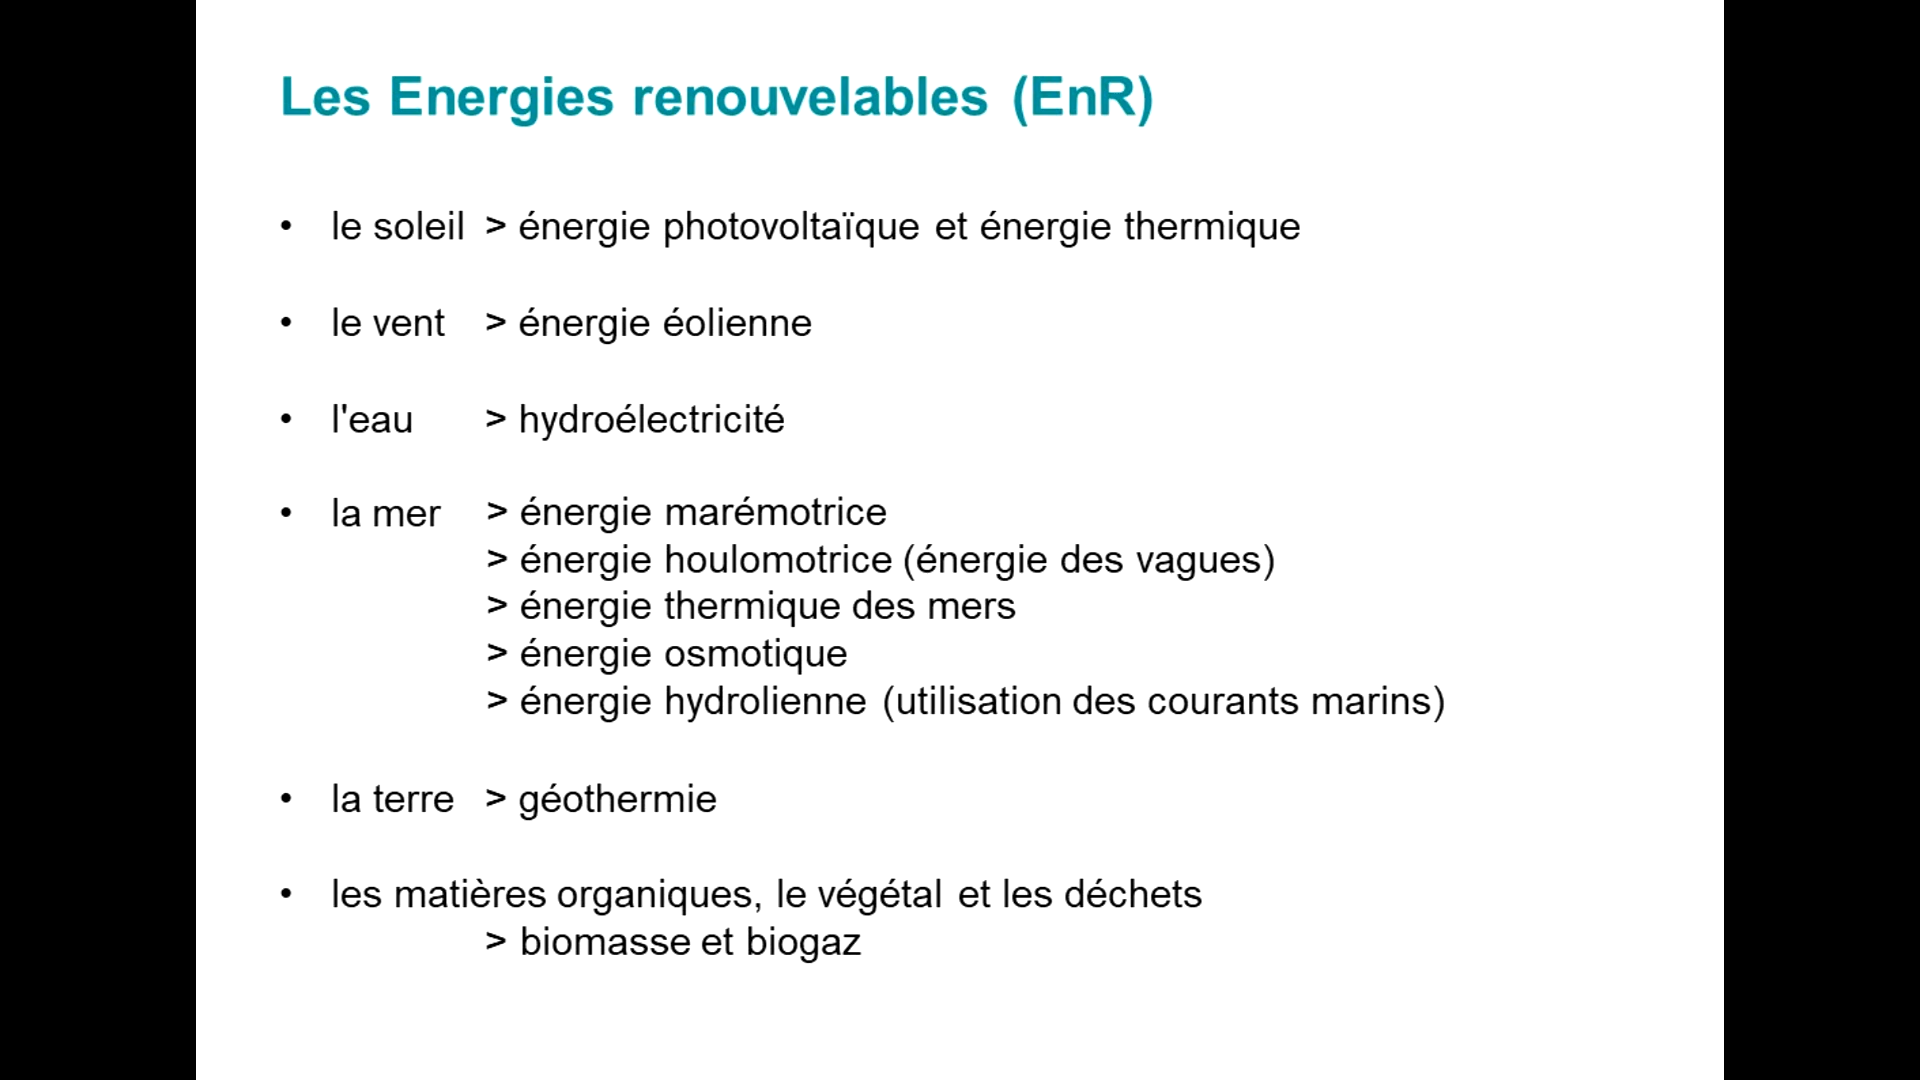 Les Energies renouvelables (EnR)
• le soleil > énergie photovoltaïque et énergie thermique
• le vent > énergie éolienne
• l'eau > hydroélectricité
• la mer > énergie marémotrice
> énergie houlomotrice (énergie des vagues)
> énergie thermique des mers
> énergie osmotique
> énergie hydrolienne (utilisation des courants marins)
• la terre > géothermie
• les matières organiques, le végétal et les déchets
> biomasse et biogaz